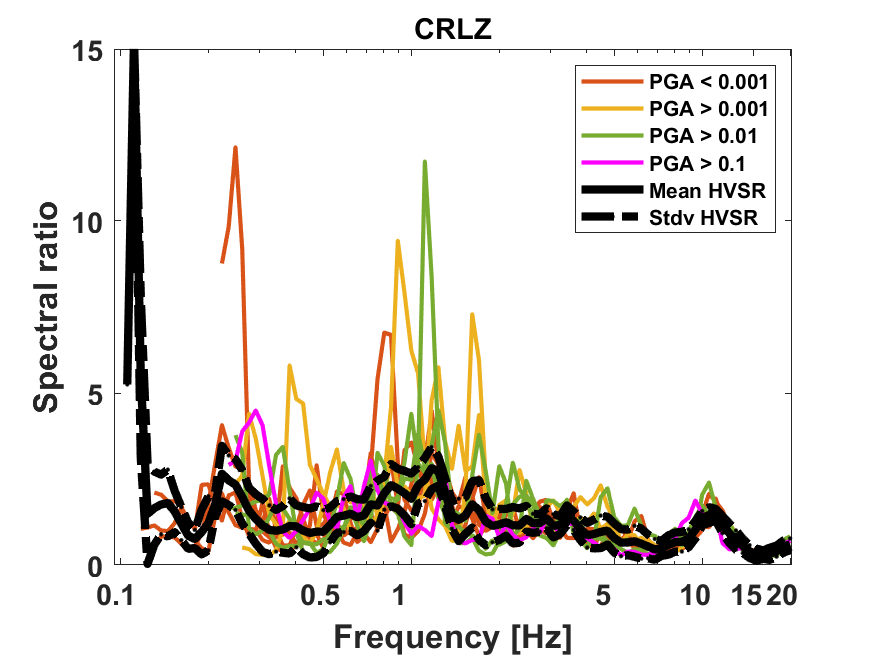 CRLZ
15
10
5
0
Spectral ratio
PGA < 0.001
PGA > 0.001
PGA > 0.01
PGA > 0.1
Mean HVSR
Stdv HVSR
0.1 0.5 1 5 10 15 20
Frequency [Hz]